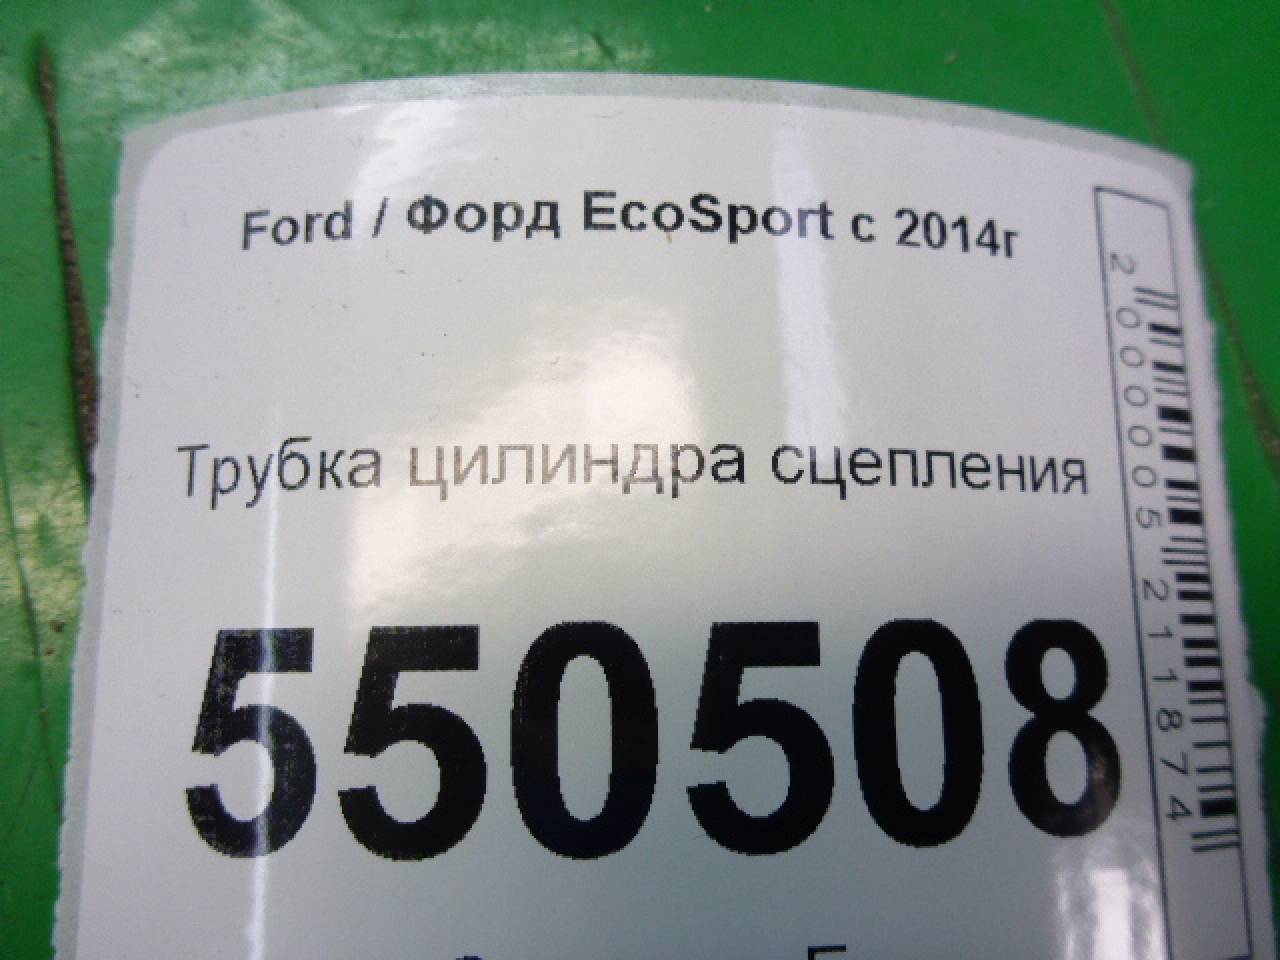 Ford / Форд EcoSport с 2014г
Трубка цилиндра сцепления
550508
2000005211874